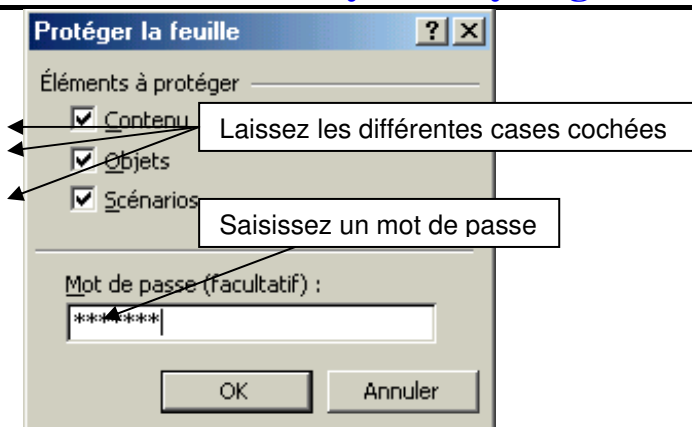 Protéger la feuille
Éléments à protéger
Contenu
Laissez les différentes cases cochées
Objets
Scénarios
Saisissez un mot de passe
Mot de passe (facultatif) :
*******
OK
Annuler